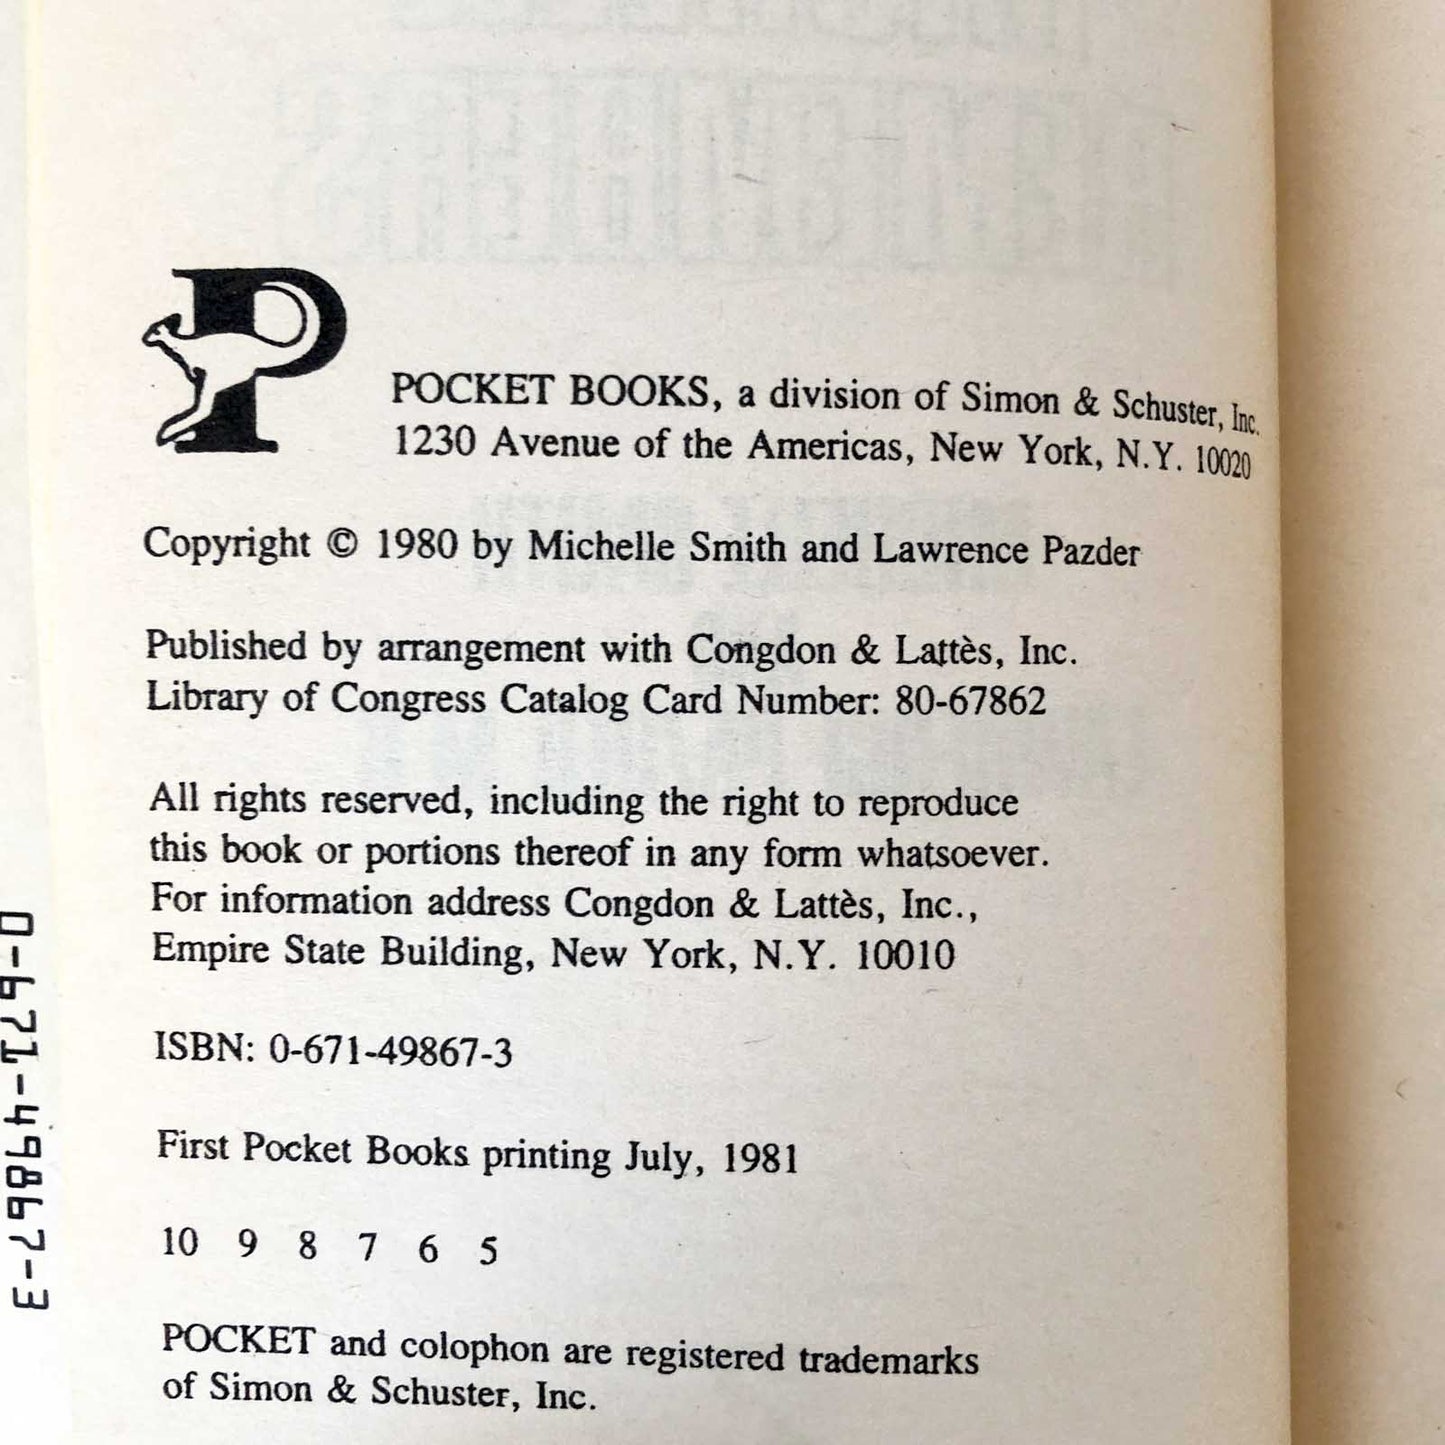 P
POCKET BOOKS, a division of Simon & Schuster, Inc.
1230 Avenue of the Americas, New York, N.Y. 10020
Copyright © 1980 by Michelle Smith and Lawrence Pazder
Published by arrangement with Congdon & Lattès, Inc.
Library of Congress Catalog Card Number: 80-67862
All rights reserved, including the right to reproduce
this book or portions thereof in any form whatsoever.
For information address Congdon & Lattès, Inc.,
Empire State Building, New York, N.Y. 10010
ISBN: 0-671-49867-3
First Pocket Books printing July, 1981
10 9 8 7 6 5
POCKET and colophon are registered trademarks
of Simon & Schuster, Inc.
0-671-49867-3